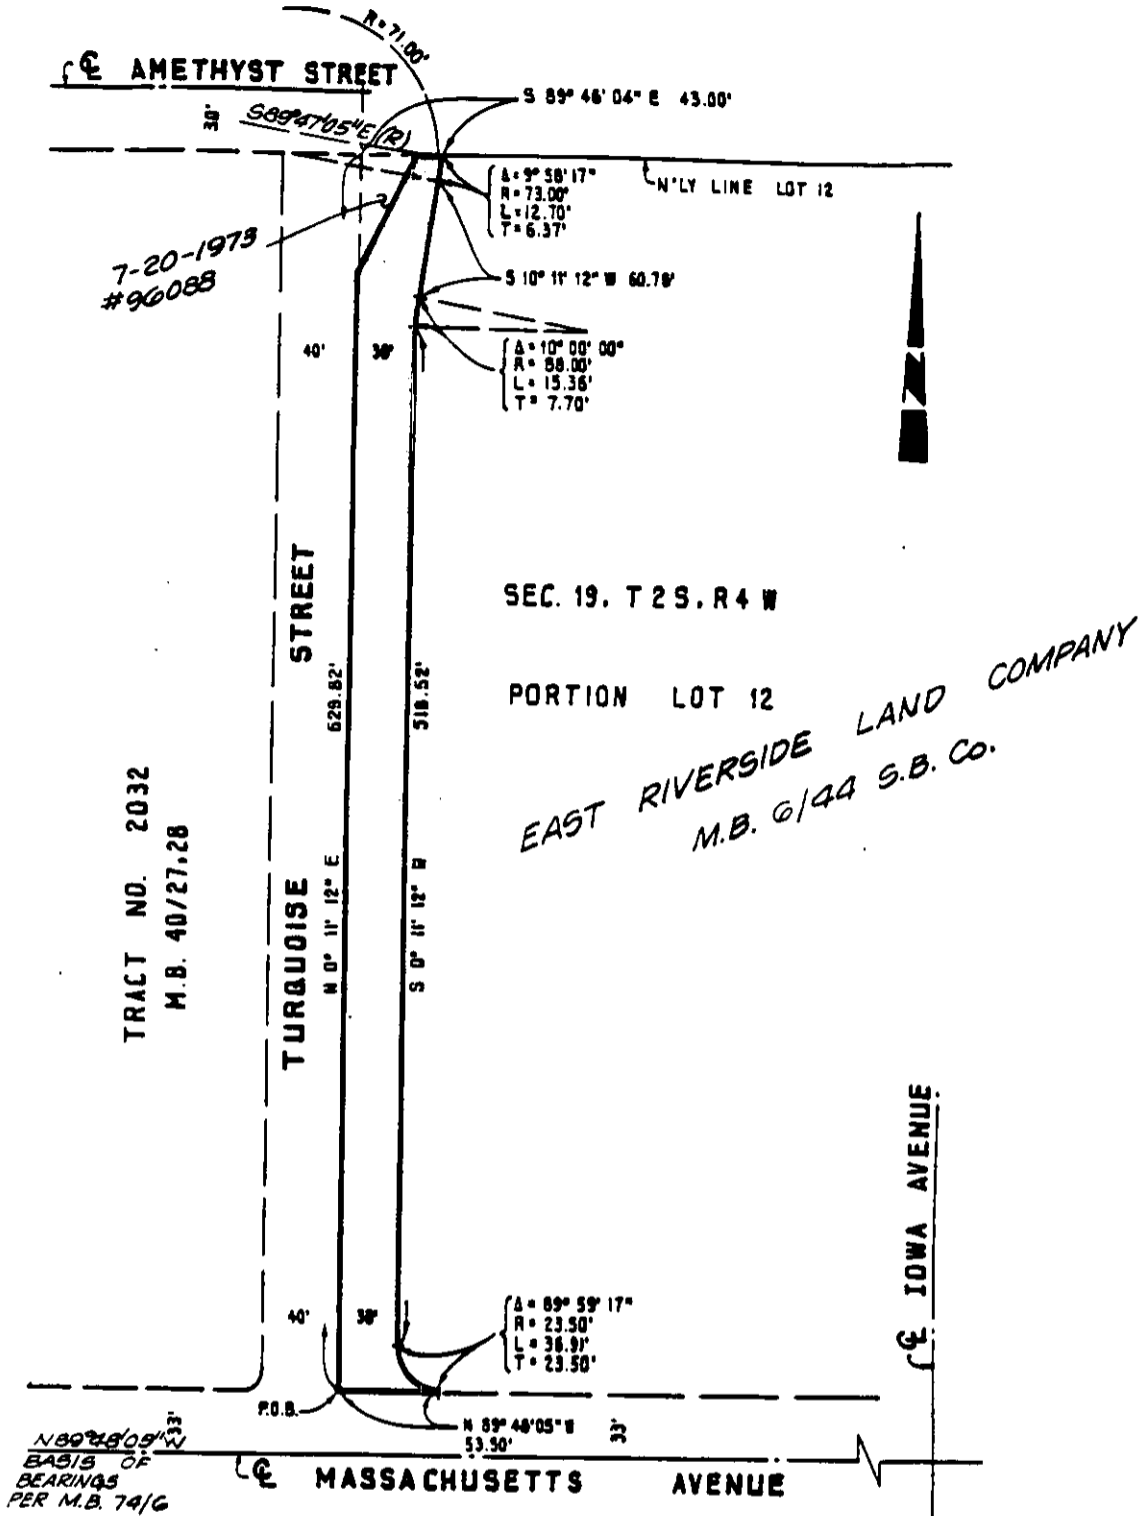 R=71.00'
℄ AMETHYST STREET
S 89° 46' 04" E 43.00'
30'
S89°47'05"E (R)
Δ = 9° 58' 17"
R = 73.00'
L = 12.70'
T = 6.37'
N'LY LINE LOT 12
7-20-1973
#96088
S 10° 11' 12" W 60.78'
40'
30'
Δ = 10° 00' 00"
R = 88.00'
L = 15.36'
T = 7.70'
N
SEC. 19, T 2 S, R 4 W
STREET
629.82'
518.52'
PORTION LOT 12
EAST RIVERSIDE LAND COMPANY
M.B. 6/44 S.B. Co.
TRACT NO. 2032
M.B. 40/27,28
TURQUOISE
N 0° 11' 12" E
S 0° 11' 12" W
℄ IOWA AVENUE
40'
30'
Δ = 89° 59' 17"
R = 23.50'
L = 36.91'
T = 23.50'
P.O.B.
N 89° 48' 05" W
53.50'
33'
33'
N89°48'05"W
BASIS OF
BEARINGS
PER M.B. 74/6
℄ MASSACHUSETTS AVENUE